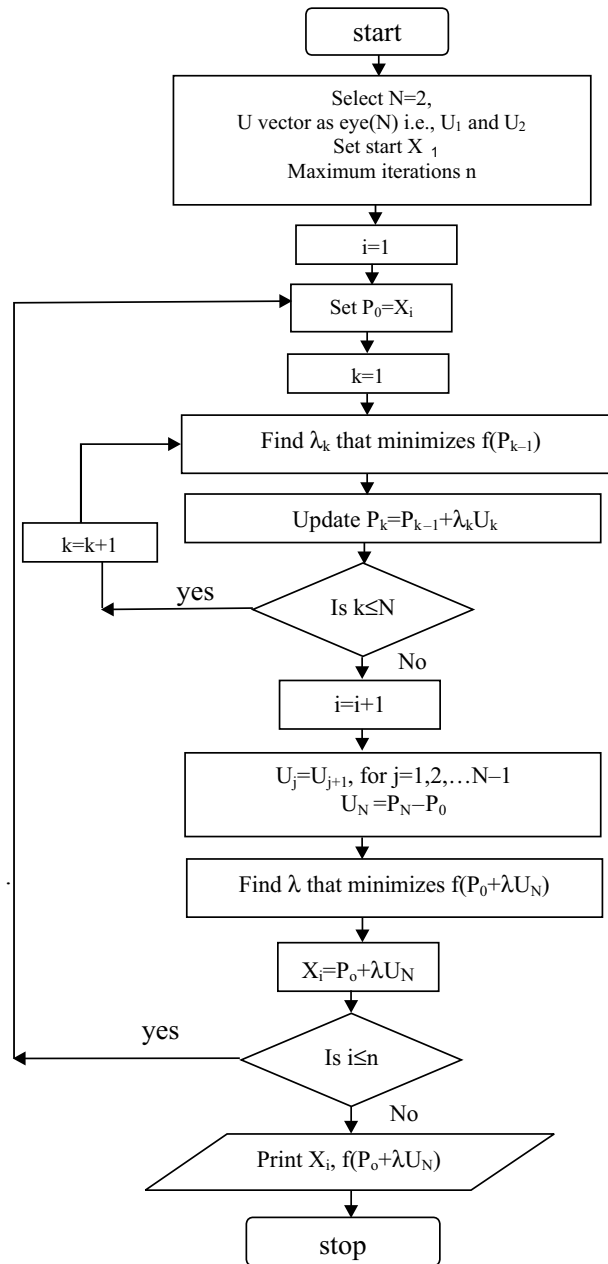 start
Select N=2,
U vector as eye(N) i.e., U₁ and U₂
Set start X ₁
Maximum iterations n
i=1
Set P₀=Xᵢ
k=1
Find λₖ that minimizes f(Pₖ₋₁)
Update Pₖ=Pₖ₋₁+λₖUₖ
k=k+1
yes
Is k≤N
No
i=i+1
Uⱼ=Uⱼ₊₁, for j=1,2,…N–1
U_N =P_N–P₀
Find λ that minimizes f(P₀+λU_N)
Xᵢ=Pₒ+λU_N
yes
Is i≤n
No
Print Xᵢ, f(Pₒ+λU_N)
stop